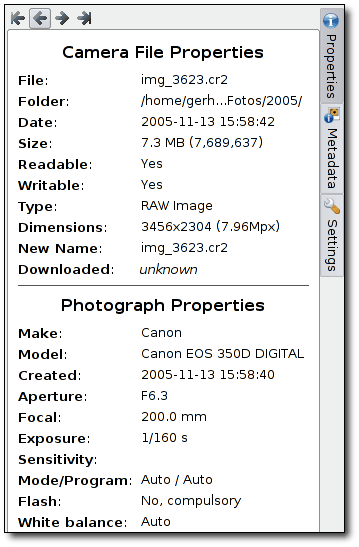 Camera File Properties
File: img_3623.cr2
Folder: /home/gerh...Fotos/2005/
Date: 2005-11-13 15:58:42
Size: 7.3 MB (7,689,637)
Readable: Yes
Writable: Yes
Type: RAW Image
Dimensions: 3456x2304 (7.96Mpx)
New Name: img_3623.cr2
Downloaded: unknown
Photograph Properties
Make: Canon
Model: Canon EOS 350D DIGITAL
Created: 2005-11-13 15:58:40
Aperture: F6.3
Focal: 200.0 mm
Exposure: 1/160 s
Sensitivity:
Mode/Program: Auto / Auto
Flash: No, compulsory
White balance: Auto
Properties
Metadata
Settings